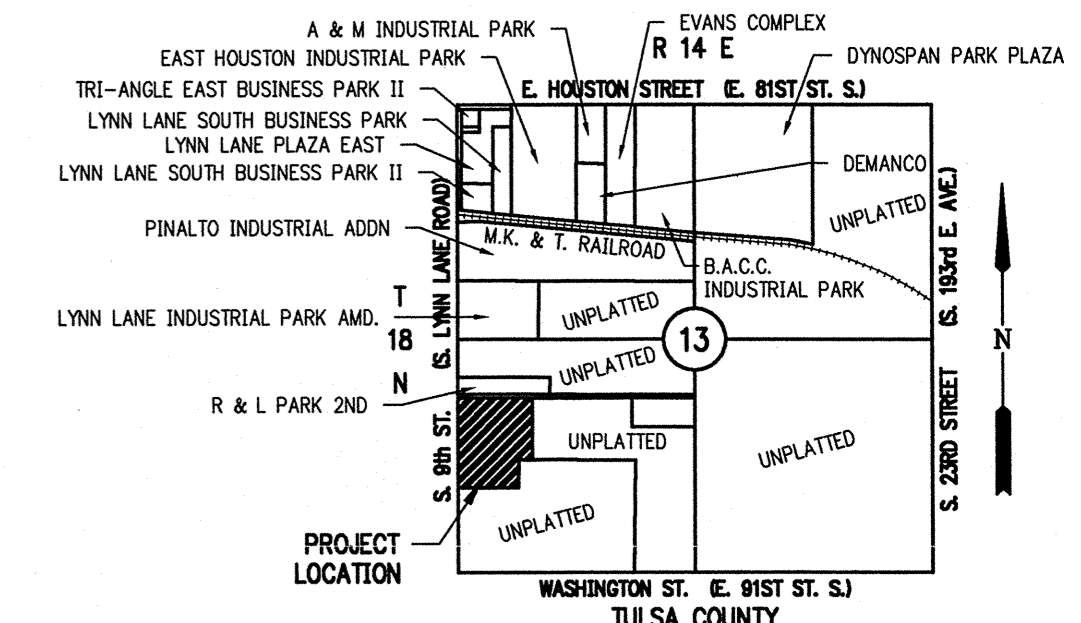 A & M INDUSTRIAL PARK
EVANS COMPLEX
R 14 E
EAST HOUSTON INDUSTRIAL PARK
DYNOSPAN PARK PLAZA
TRI-ANGLE EAST BUSINESS PARK II
E. HOUSTON STREET (E. 81ST ST. S.)
LYNN LANE SOUTH BUSINESS PARK
LYNN LANE PLAZA EAST
DEMANCO
LYNN LANE SOUTH BUSINESS PARK II
UNPLATTED
PINALTO INDUSTRIAL ADDN
M.K. & T. RAILROAD
B.A.C.C.
INDUSTRIAL PARK
(S. LYNN LANE ROAD)
(S. 193rd E. AVE.)
T
18
N
LYNN LANE INDUSTRIAL PARK AMD.
UNPLATTED
13
N
UNPLATTED
R & L PARK 2ND
S. 9th ST.
S. 23RD STREET
UNPLATTED
UNPLATTED
UNPLATTED
PROJECT
LOCATION
WASHINGTON ST. (E. 91ST ST. S.)
TULSA COUNTY